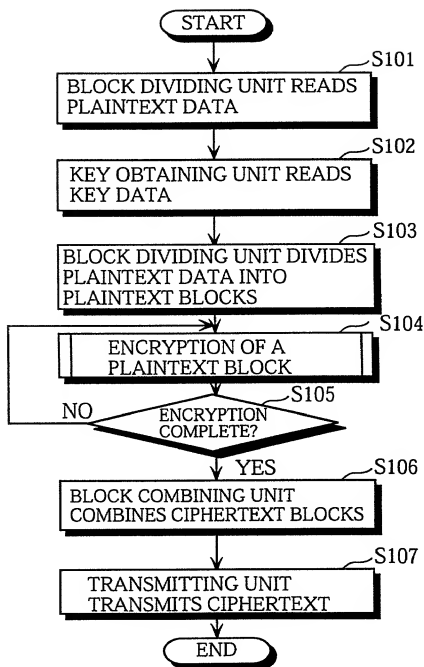 START
S101
BLOCK DIVIDING UNIT READS
PLAINTEXT DATA
S102
KEY OBTAINING UNIT READS
KEY DATA
S103
BLOCK DIVIDING UNIT DIVIDES
PLAINTEXT DATA INTO
PLAINTEXT BLOCKS
S104
ENCRYPTION OF A
PLAINTEXT BLOCK
S105
NO
ENCRYPTION
COMPLETE?
YES
S106
BLOCK COMBINING UNIT
COMBINES CIPHERTEXT BLOCKS
S107
TRANSMITTING UNIT
TRANSMITS CIPHERTEXT
END